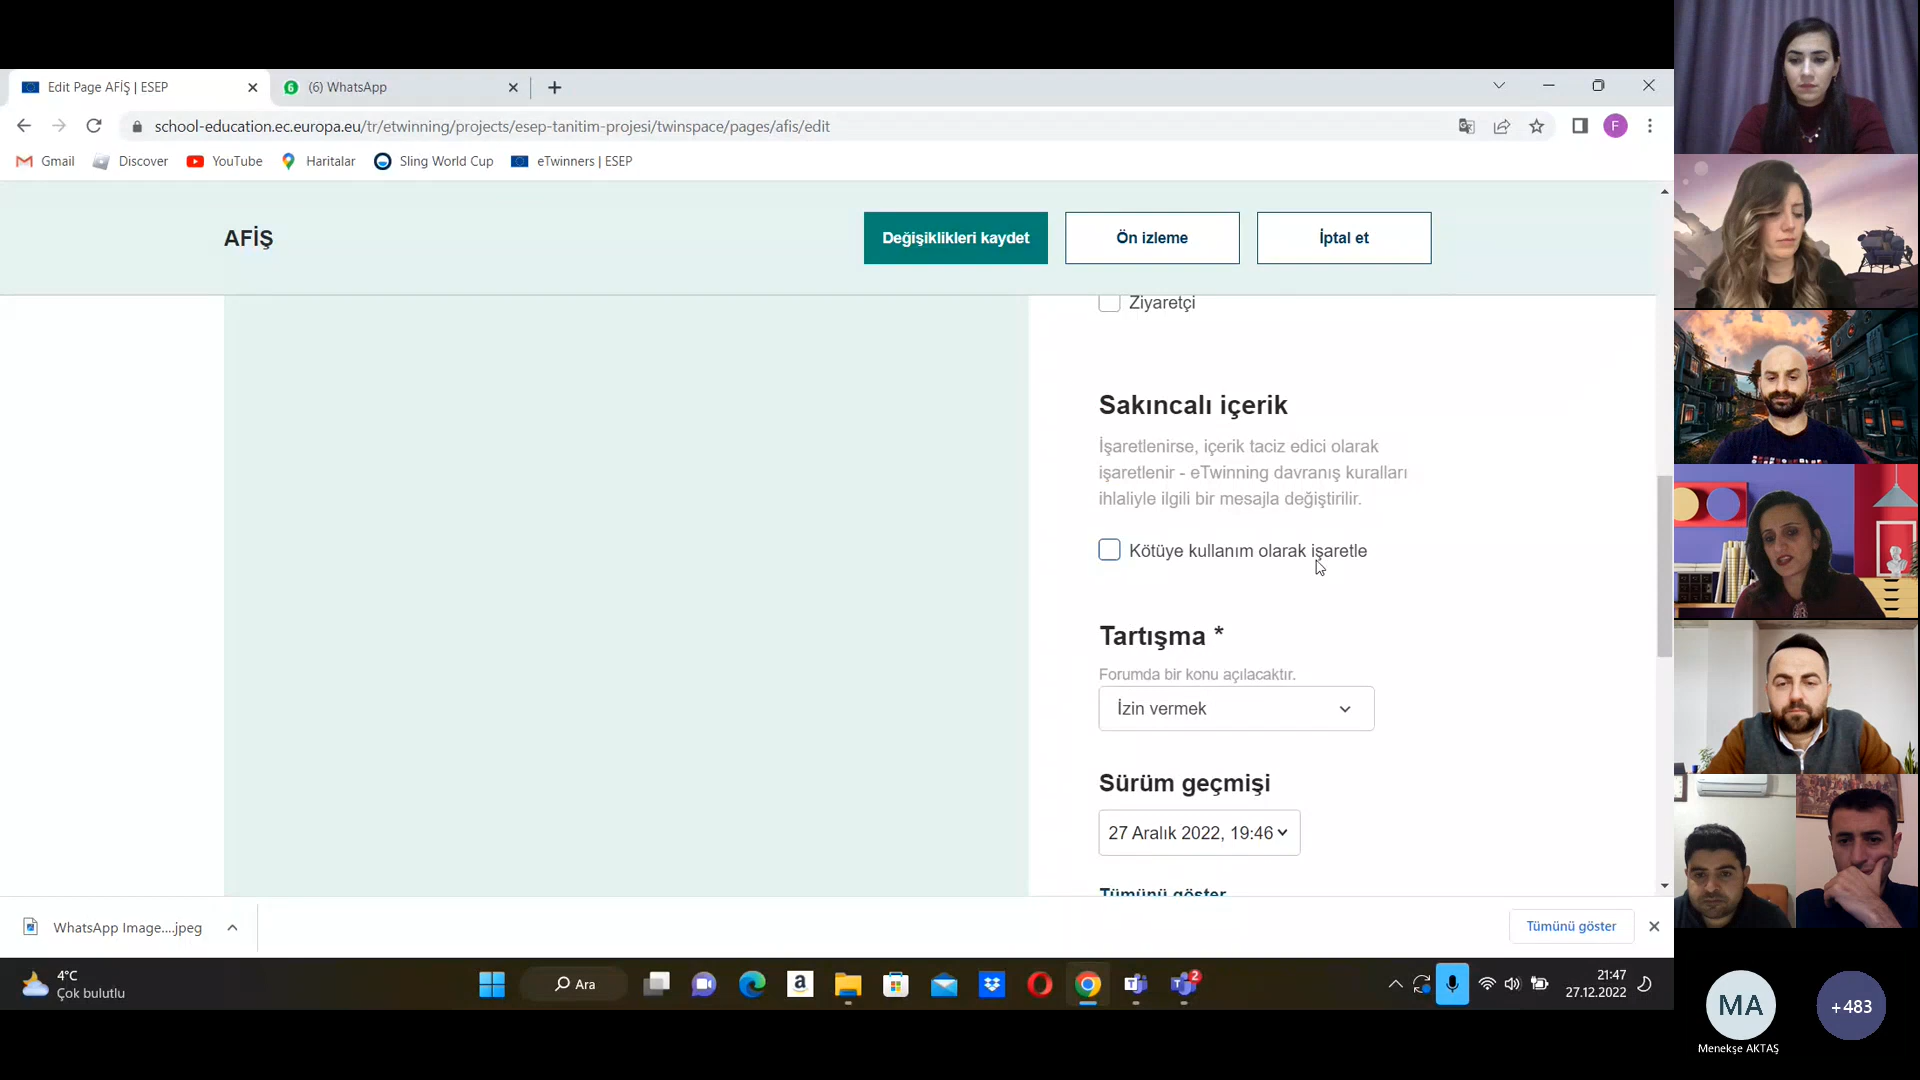 Edit Page AFİŞ | ESEP
(6) WhatsApp
school-education.ec.europa.eu/tr/etwinning/projects/esep-tanitim-projesi/twinspace/pages/afis/edit
F
Gmail
Discover
YouTube
Haritalar
Sling World Cup
eTwinners | ESEP
AFİŞ
Değişiklikleri kaydet
Ön izleme
İptal et
Ziyaretçi
Sakıncalı içerik
İşaretlenirse, içerik taciz edici olarak
işaretlenir - eTwinning davranış kuralları
ihlaliyle ilgili bir mesajla değiştirilir.
Kötüye kullanım olarak işaretle
Tartışma *
Forumda bir konu açılacaktır.
İzin vermek
Sürüm geçmişi
27 Aralık 2022, 19:46
Tümünü göster
WhatsApp Image....jpeg
Tümünü göster
4°C
Çok bulutlu
Ara
a
2
21:47
27.12.2022
MA
Menekşe AKTAŞ
+483